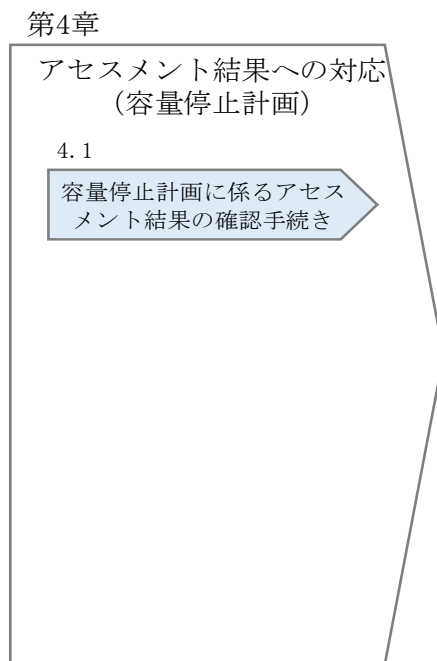 第4章
アセスメント結果への対応
(容量停止計画)
4.1
容量停止計画に係るアセス
メント結果の確認手続き